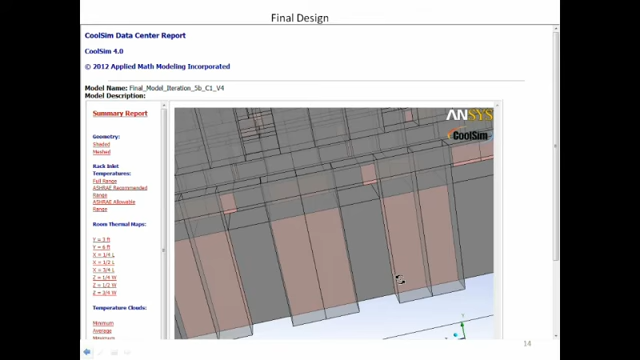 Final Design
CoolSim Data Center Report
CoolSim 4.0
© 2012 Applied Math Modeling Incorporated
Model Name: Final_Model_Iteration_5b_C1_V4
Model Description:
Summary Report
Geometry:
Shaded
Meshed
Rack Inlet
Temperatures:
Full Range
ASHRAE Recommended
Range
ASHRAE Allowable
Range
Room Thermal Maps:
Y = 3 ft
Y = 6 ft
X = 1/4 L
X = 1/2 L
X = 3/4 L
Z = 1/4 W
Z = 1/2 W
Z = 3/4 W
Temperature Clouds:
Minimum
Average
Maximum
ANSYS
CoolSim
Y
14